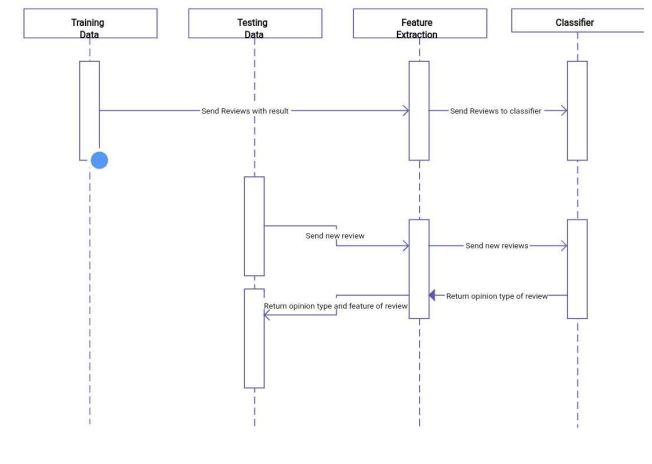 Training
Data
Testing
Data
Feature
Extraction
Classifier
Send Reviews with result
Send Reviews to classifier
Send new review
Send new reviews
Return opinion type of review
Return opinion type and feature of review